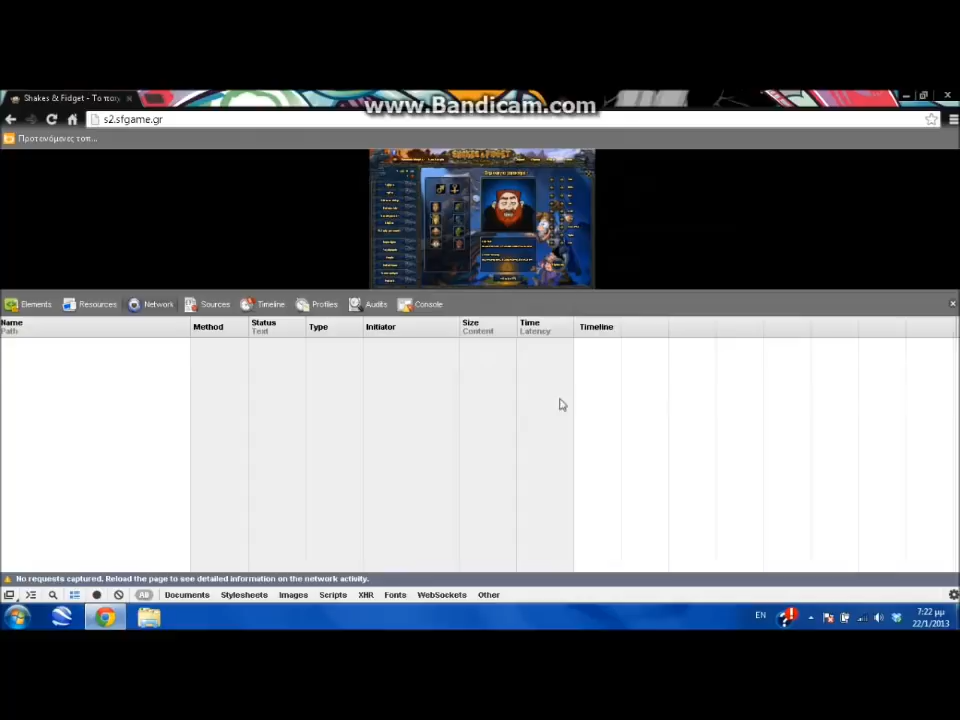 www.Bandicam.com
Shakes & Fidget - Το παιχ
s2.sfgame.gr
Προτεινόμενες τοπ...
Elements Resources Network Sources Timeline Profiles Audits Console
Name Method Status Type Initiator Size Time Timeline
Path Text Content Latency
No requests captured. Reload the page to see detailed information on the network activity.
All Documents Stylesheets Images Scripts XHR Fonts WebSockets Other
EN 7:22 μμ
22/1/2013